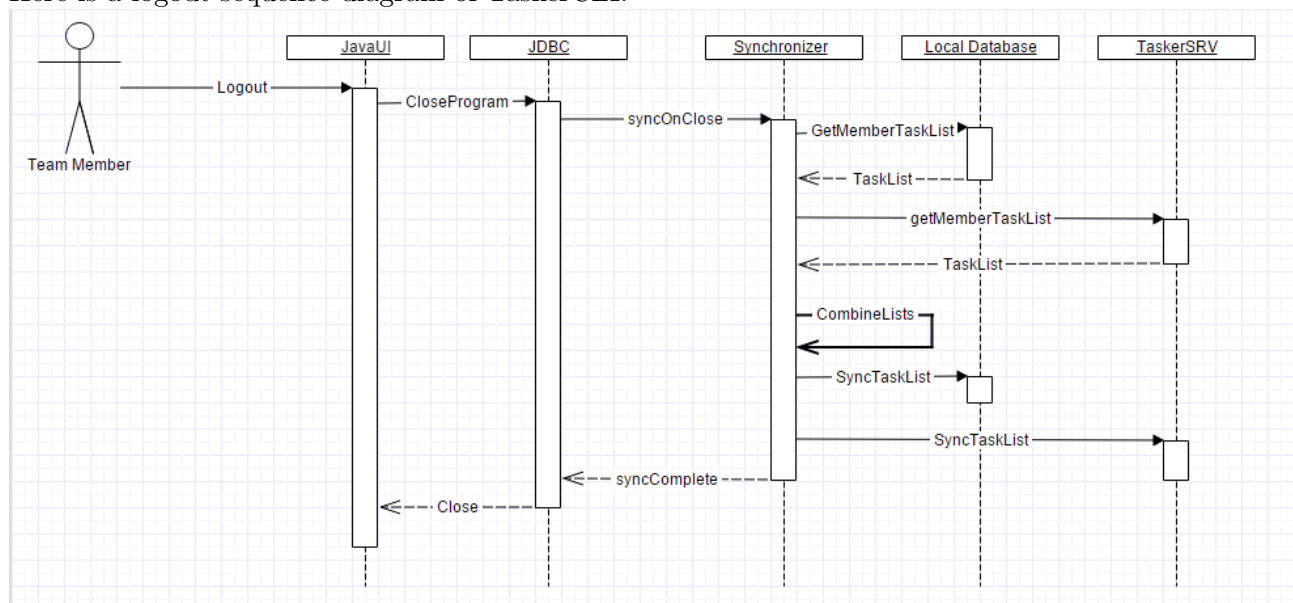 Here is a logout sequence diagram of TaskerCLI.
JavaUI
JDBC
Synchronizer
Local Database
TaskerSRV
Logout
CloseProgram
syncOnClose
GetMemberTaskList
Team Member
TaskList
getMemberTaskList
TaskList
CombineLists
SyncTaskList
SyncTaskList
syncComplete
Close